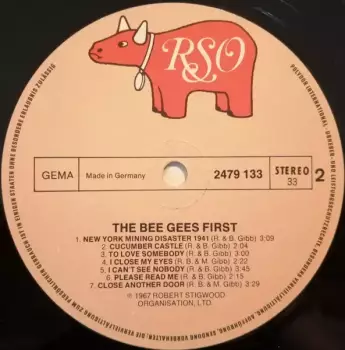 RSO
GEMA
Made in Germany
2479 133
STEREO
33
2
THE BEE GEES FIRST
1. NEW YORK MINING DISASTER 1941 (R. & B. Gibb) 3:09
2. CUCUMBER CASTLE (R. & B. Gibb) 2:04
3. TO LOVE SOMEBODY (R. & B. Gibb) 3:00
4. I CLOSE MY EYES (R. B. & M. Gibb) 2:22
5. I CAN'T SEE NOBODY (R. & B. Gibb) 3:45
6. PLEASE READ ME (R. & B. Gibb) 2:15
7. CLOSE ANOTHER DOOR (R. B. & M. Gibb) 3:29
℗ 1967 ROBERT STIGWOOD
ORGANISATION, LTD.
POLYDOR INTERNATIONAL